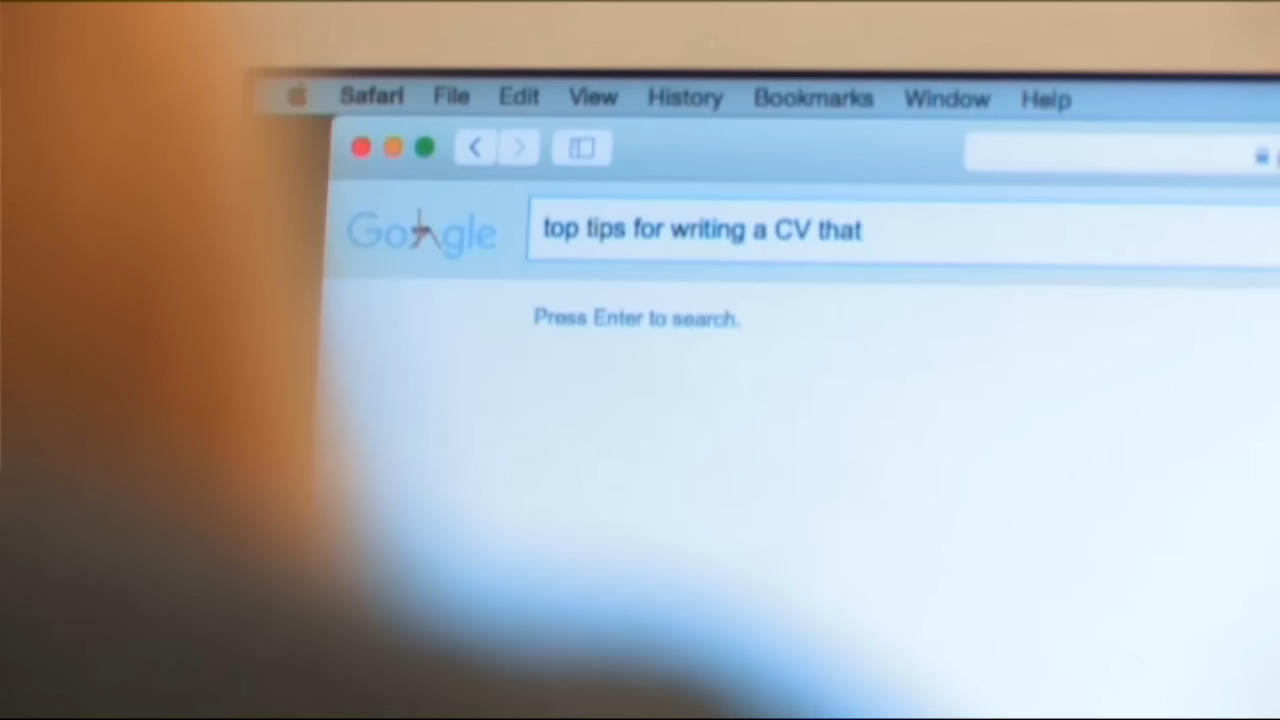 Safari File Edit View History Bookmarks Window Help
Google
top tips for writing a CV that
Press Enter to search.